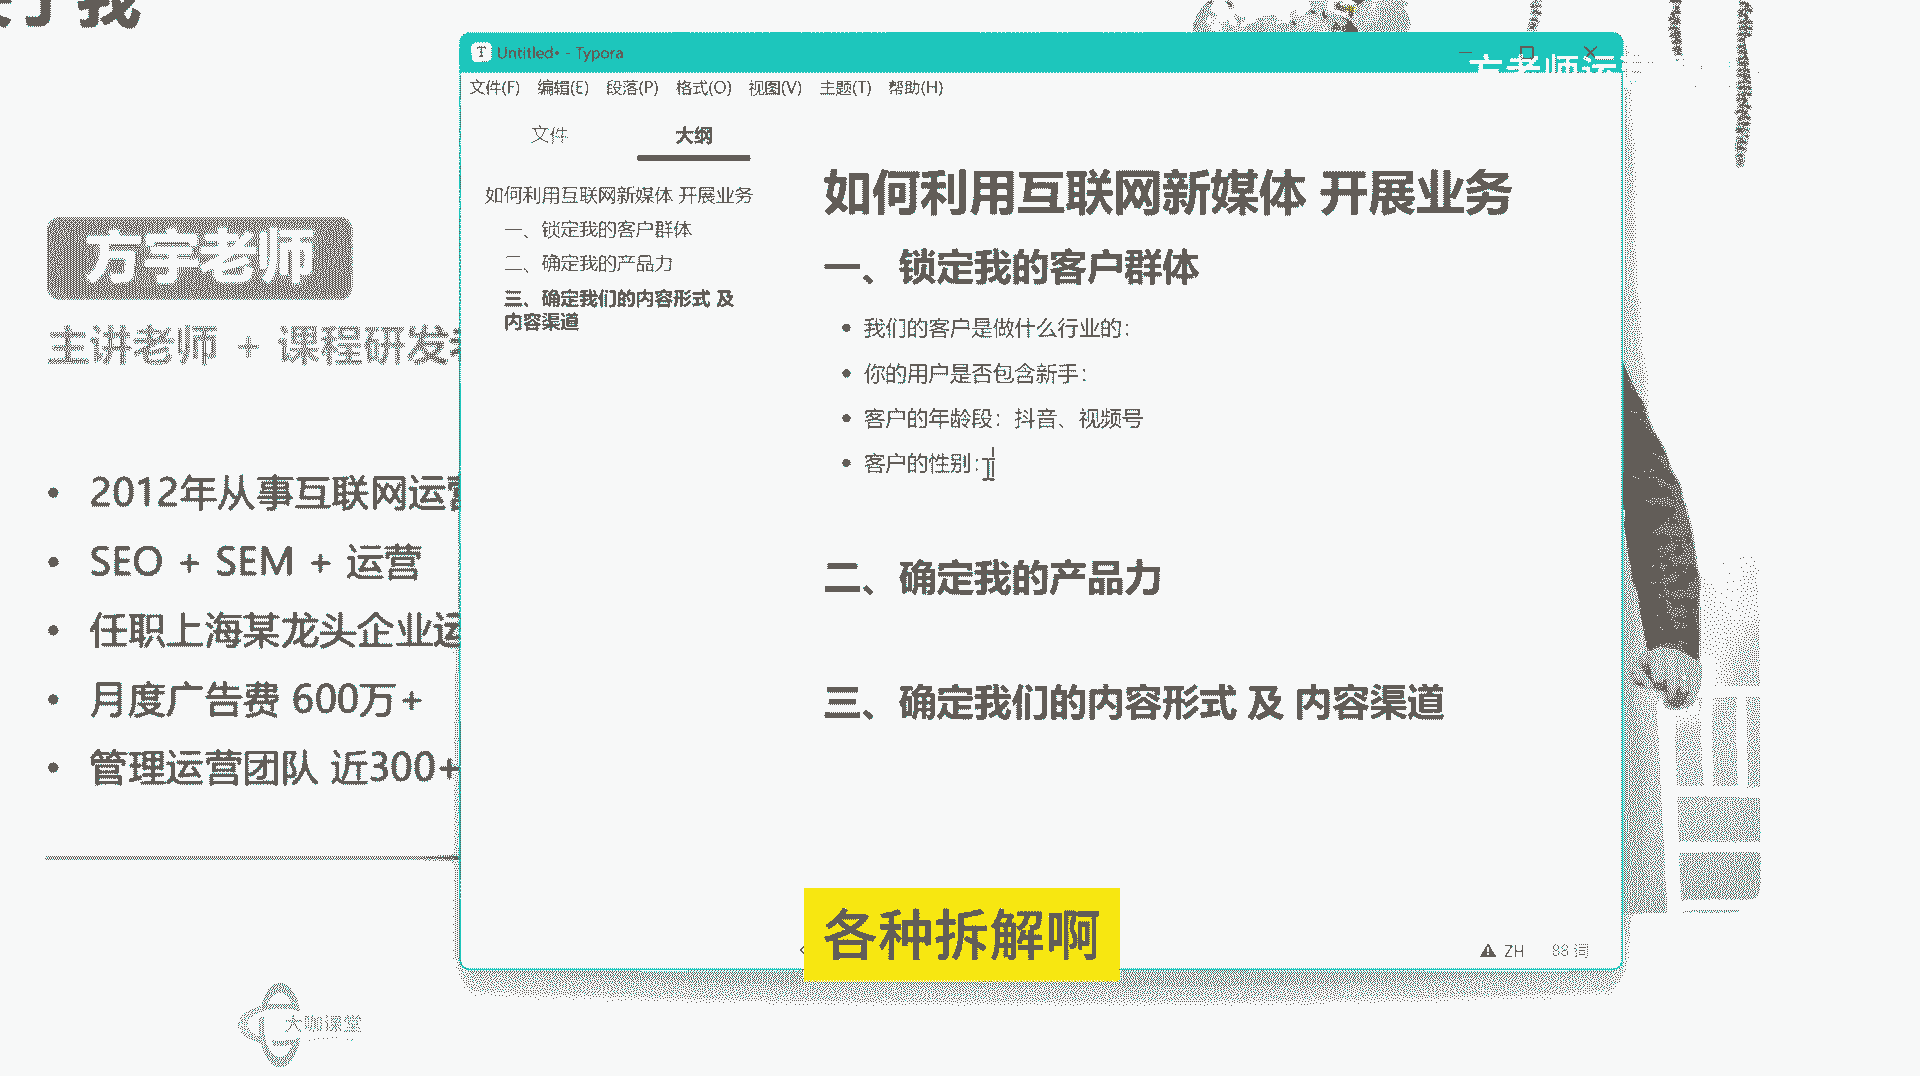 我
Untitled• - Typora
方老师运
文件(F) 编辑(E) 段落(P) 格式(O) 视图(V) 主题(T) 帮助(H)
文件 大纲
如何利用互联网新媒体 开展业务
一、锁定我的客户群体
二、确定我的产品力
三、确定我们的内容形式 及
内容渠道
如何利用互联网新媒体 开展业务
一、锁定我的客户群体
我们的客户是做什么行业的：
你的用户是否包含新手：
客户的年龄段：抖音、视频号
客户的性别：
二、确定我的产品力
三、确定我们的内容形式 及 内容渠道
方宇老师
主讲老师 + 课程研发
• 2012年从事互联网运营
• SEO + SEM + 运营
• 任职上海某龙头企业运
• 月度广告费 600万+
• 管理运营团队 近300+
各种拆解啊
ZH 88 词
大咖课堂